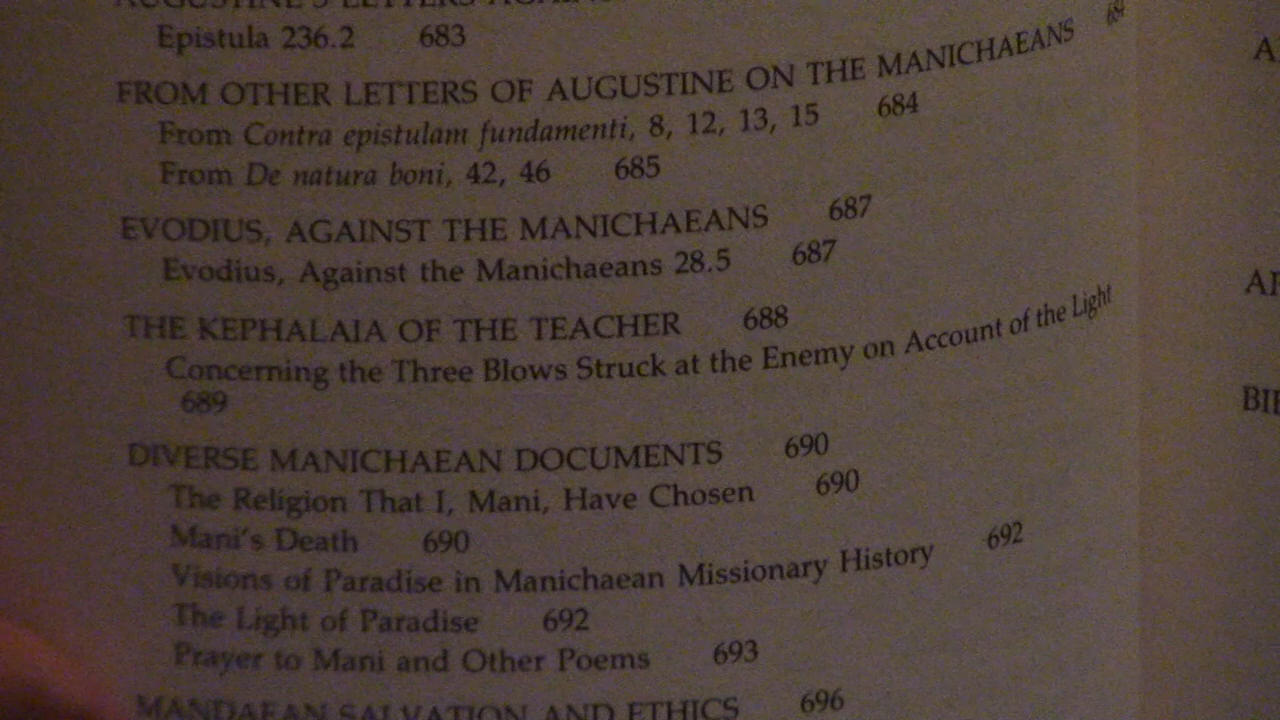 AUGUSTINE'S LETTERS
Epistula 236.2 683
FROM OTHER LETTERS OF AUGUSTINE ON THE MANICHAEANS 684
From Contra epistulam fundamenti, 8, 12, 13, 15 684
From De natura boni, 42, 46 685
EVODIUS, AGAINST THE MANICHAEANS 687
Evodius, Against the Manichaeans 28.5 687
THE KEPHALAIA OF THE TEACHER 688
Concerning the Three Blows Struck at the Enemy on Account of the Light
689
DIVERSE MANICHAEAN DOCUMENTS 690
The Religion That I, Mani, Have Chosen 690
Mani's Death 690
Visions of Paradise in Manichaean Missionary History 692
The Light of Paradise 692
Prayer to Mani and Other Poems 693
MANDAEAN SALVATION AND ETHICS 696